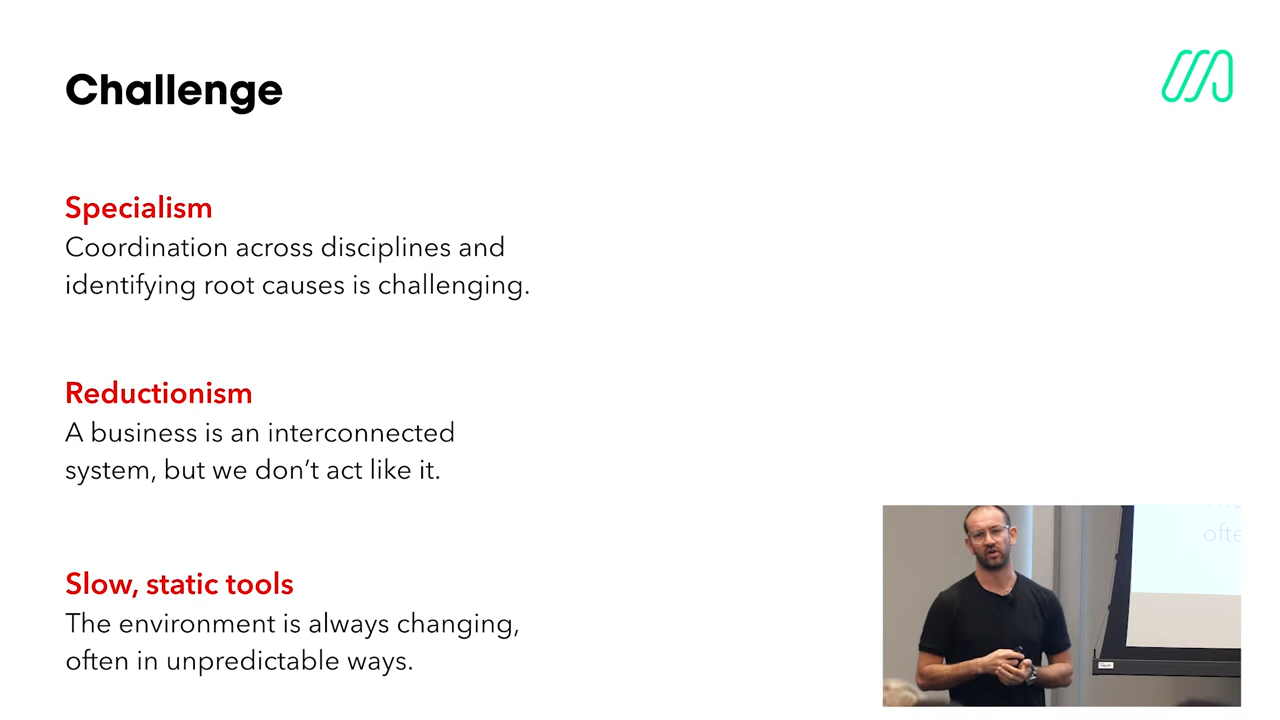 Challenge
Specialism
Coordination across disciplines and
identifying root causes is challenging.
Reductionism
A business is an interconnected
system, but we don’t act like it.
Slow, static tools
The environment is always changing,
often in unpredictable ways.